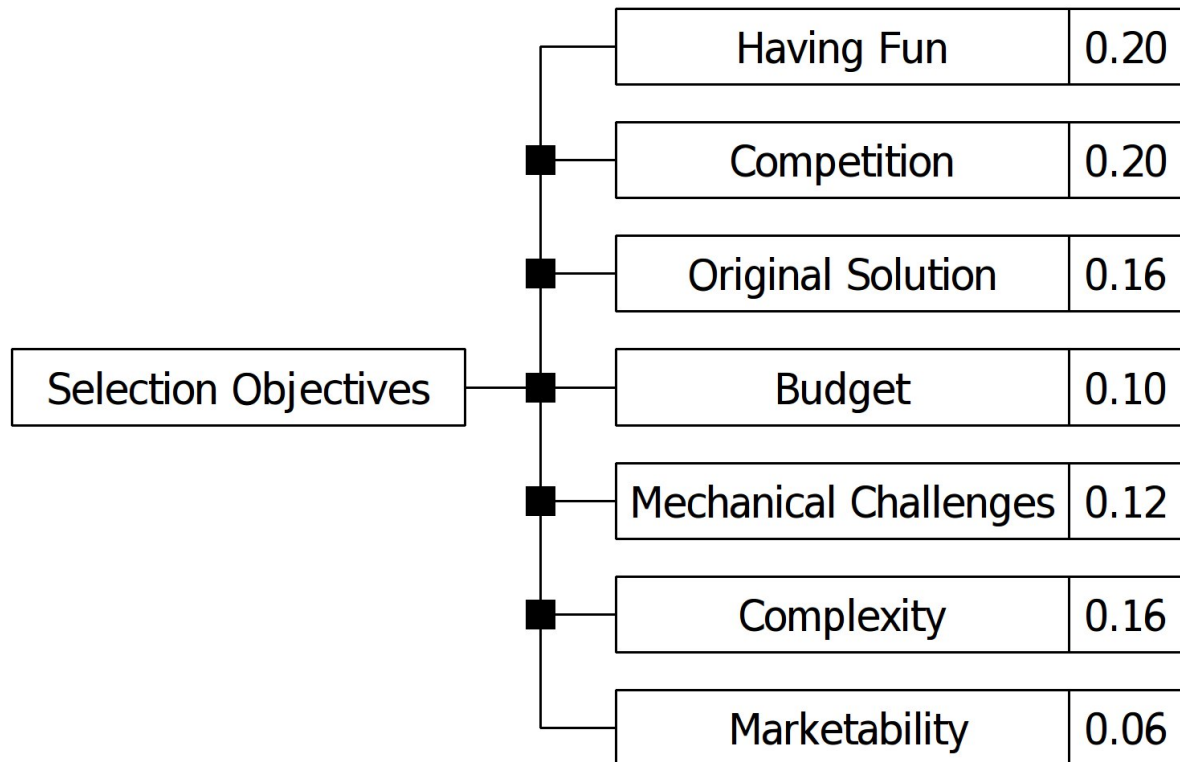 Having Fun 0.20
Competition 0.20
Original Solution 0.16
Selection Objectives
Budget 0.10
Mechanical Challenges 0.12
Complexity 0.16
Marketability 0.06